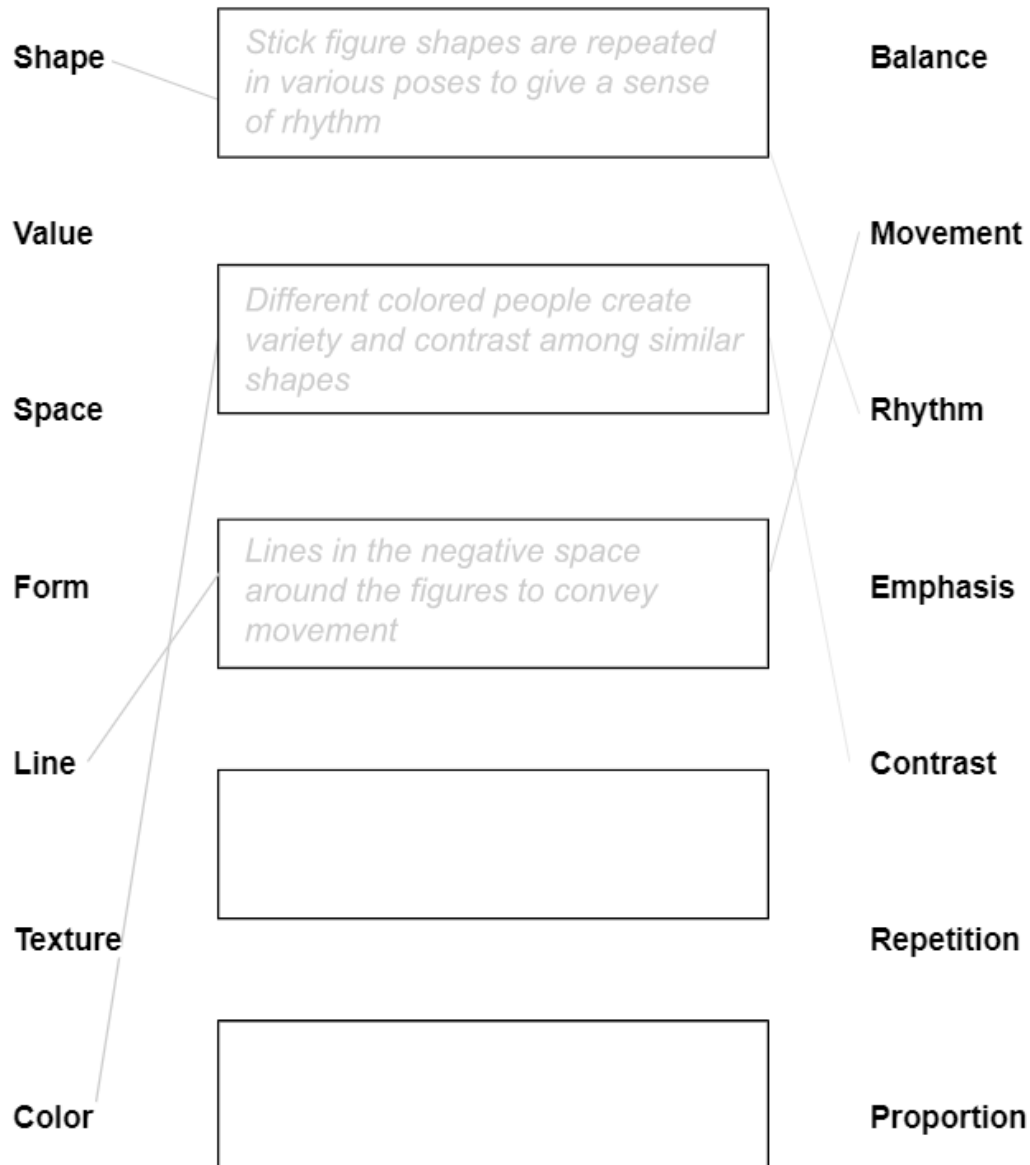 Shape
Stick figure shapes are repeated
in various poses to give a sense
of rhythm
Balance
Value
Movement
Different colored people create
variety and contrast among similar
shapes
Space
Rhythm
Lines in the negative space
around the figures to convey
movement
Form
Emphasis
Line
Contrast
Texture
Repetition
Color
Proportion